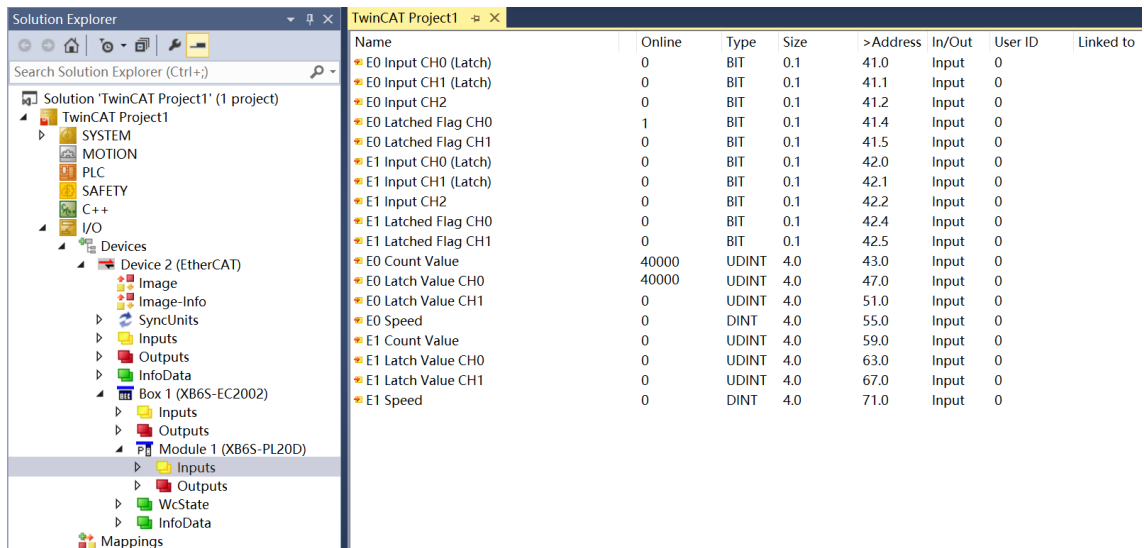 Solution Explorer
Search Solution Explorer (Ctrl+;)
Solution 'TwinCAT Project1' (1 project)
TwinCAT Project1
SYSTEM
MOTION
PLC
SAFETY
C++
I/O
Devices
Device 2 (EtherCAT)
Image
Image-Info
SyncUnits
Inputs
Outputs
InfoData
Box 1 (XB6S-EC2002)
Inputs
Outputs
Module 1 (XB6S-PL20D)
Inputs
Outputs
WcState
InfoData
Mappings
TwinCAT Project1
Name Online Type Size >Address In/Out User ID Linked to
E0 Input CH0 (Latch) 0 BIT 0.1 41.0 Input 0
E0 Input CH1 (Latch) 0 BIT 0.1 41.1 Input 0
E0 Input CH2 0 BIT 0.1 41.2 Input 0
E0 Latched Flag CH0 1 BIT 0.1 41.4 Input 0
E0 Latched Flag CH1 0 BIT 0.1 41.5 Input 0
E1 Input CH0 (Latch) 0 BIT 0.1 42.0 Input 0
E1 Input CH1 (Latch) 0 BIT 0.1 42.1 Input 0
E1 Input CH2 0 BIT 0.1 42.2 Input 0
E1 Latched Flag CH0 0 BIT 0.1 42.4 Input 0
E1 Latched Flag CH1 0 BIT 0.1 42.5 Input 0
E0 Count Value 40000 UDINT 4.0 43.0 Input 0
E0 Latch Value CH0 40000 UDINT 4.0 47.0 Input 0
E0 Latch Value CH1 0 UDINT 4.0 51.0 Input 0
E0 Speed 0 DINT 4.0 55.0 Input 0
E1 Count Value 0 UDINT 4.0 59.0 Input 0
E1 Latch Value CH0 0 UDINT 4.0 63.0 Input 0
E1 Latch Value CH1 0 UDINT 4.0 67.0 Input 0
E1 Speed 0 DINT 4.0 71.0 Input 0